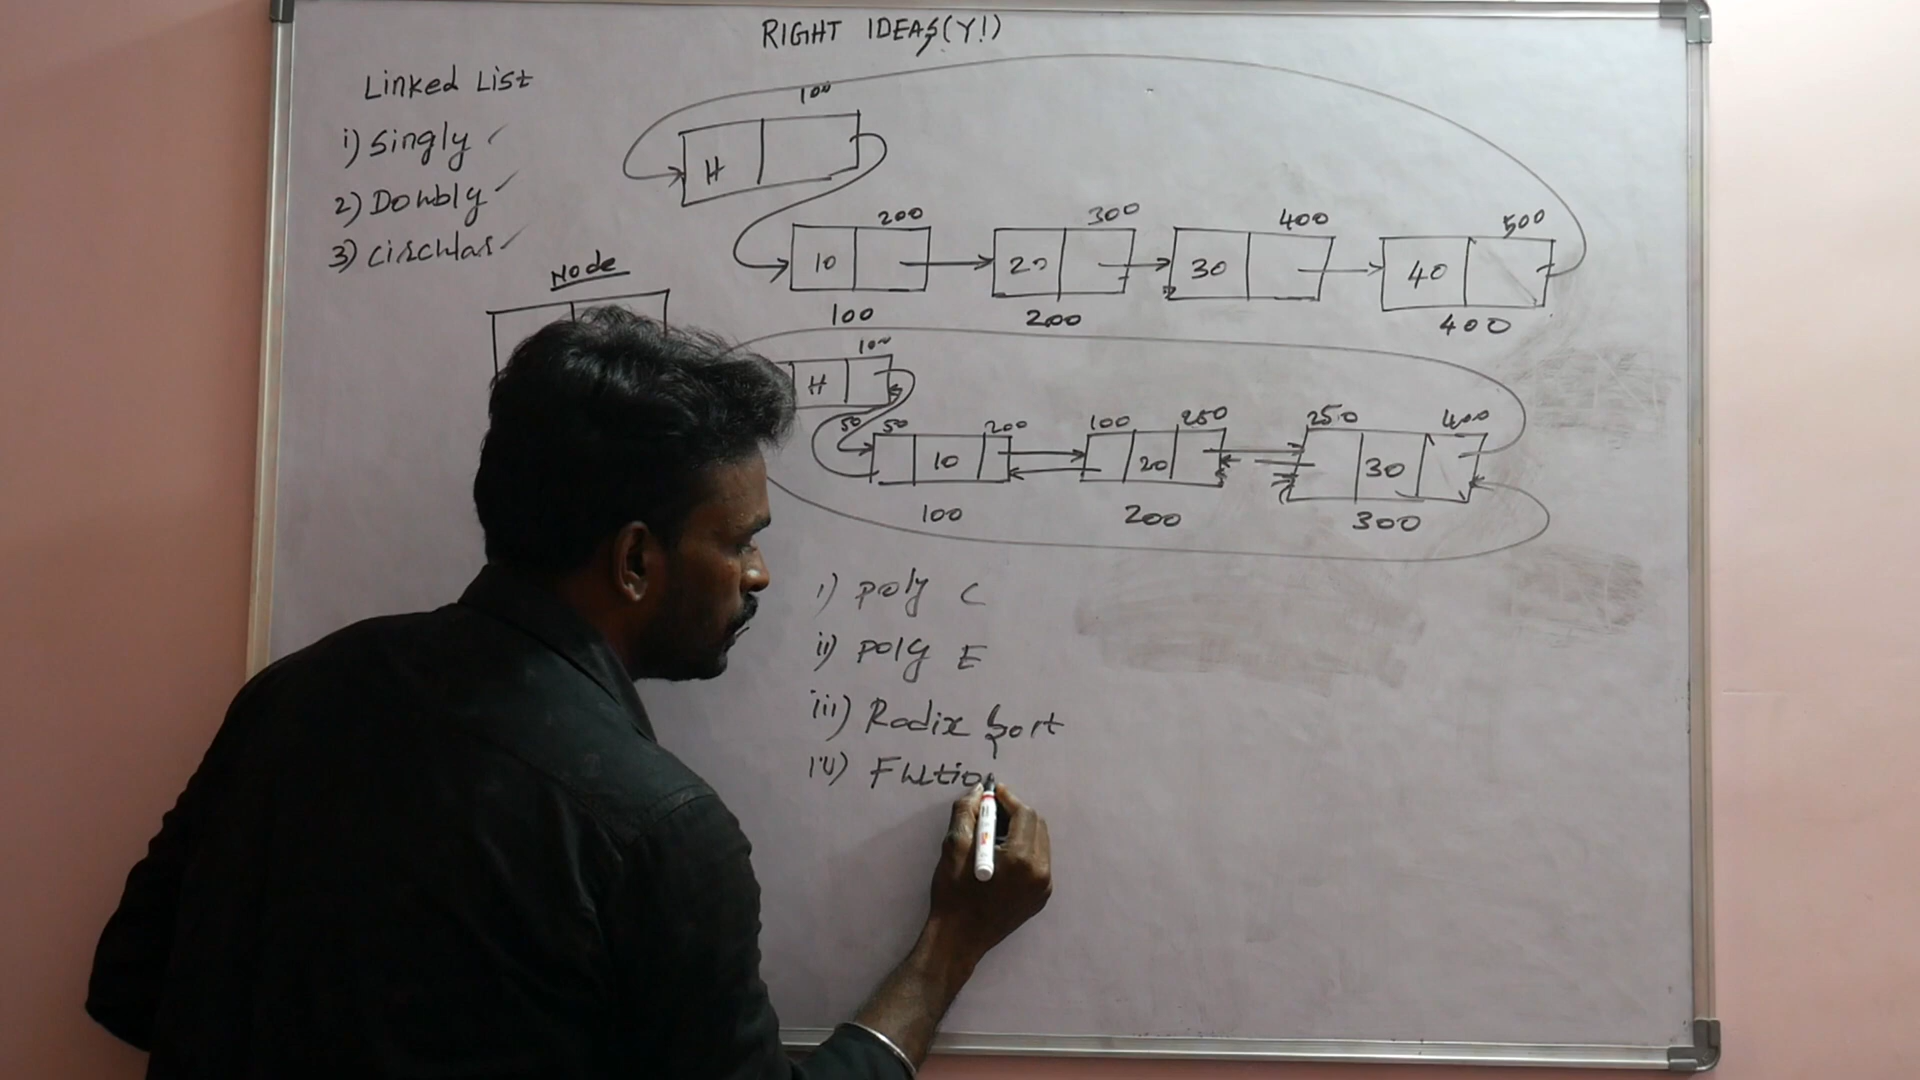 RIGHT IDEAS(Y!)
Linked List
i) Singly
2) Doubly
3) Circular
Node
100
H
200 300 400 500
10 20 30 40
100 200 400
100
H
50 50 200 100 250 250 400
10 20 30
100 200 300
i) Poly C
ii) Poly E
iii) Radix Sort
iv)